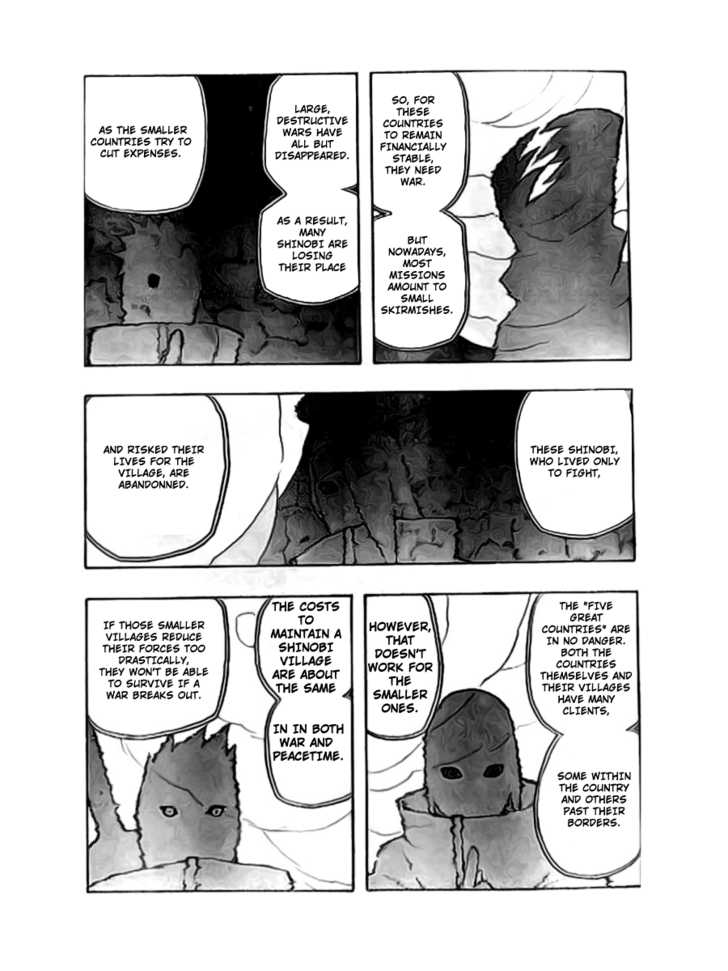 SO, FOR
THESE
COUNTRIES
TO REMAIN
FINANCIALLY
STABLE,
THEY NEED
WAR.
BUT
NOWADAYS,
MOST
MISSIONS
AMOUNT TO
SMALL
SKIRMISHES.
LARGE,
DESTRUCTIVE
WARS HAVE
ALL BUT
DISAPPEARED.
AS A RESULT,
MANY
SHINOBI ARE
LOSING
THEIR PLACE
AS THE SMALLER
COUNTRIES TRY TO
CUT EXPENSES.
THESE SHINOBI,
WHO LIVED ONLY
TO FIGHT,
AND RISKED THEIR
LIVES FOR THE
VILLAGE, ARE
ABANDONNED.
THE "FIVE
GREAT
COUNTRIES" ARE
IN NO DANGER.
BOTH THE
COUNTRIES
THEMSELVES AND
THEIR VILLAGES
HAVE MANY
CLIENTS,
SOME WITHIN
THE COUNTRY
AND OTHERS
PAST THEIR
BORDERS.
HOWEVER,
THAT
DOESN'T
WORK FOR
THE
SMALLER
ONES.
THE COSTS
TO
MAINTAIN A
SHINOBI
VILLAGE
ARE ABOUT
THE SAME
IN IN BOTH
WAR AND
PEACETIME.
IF THOSE SMALLER
VILLAGES REDUCE
THEIR FORCES TOO
DRASTICALLY,
THEY WON'T BE ABLE
TO SURVIVE IF A
WAR BREAKS OUT.